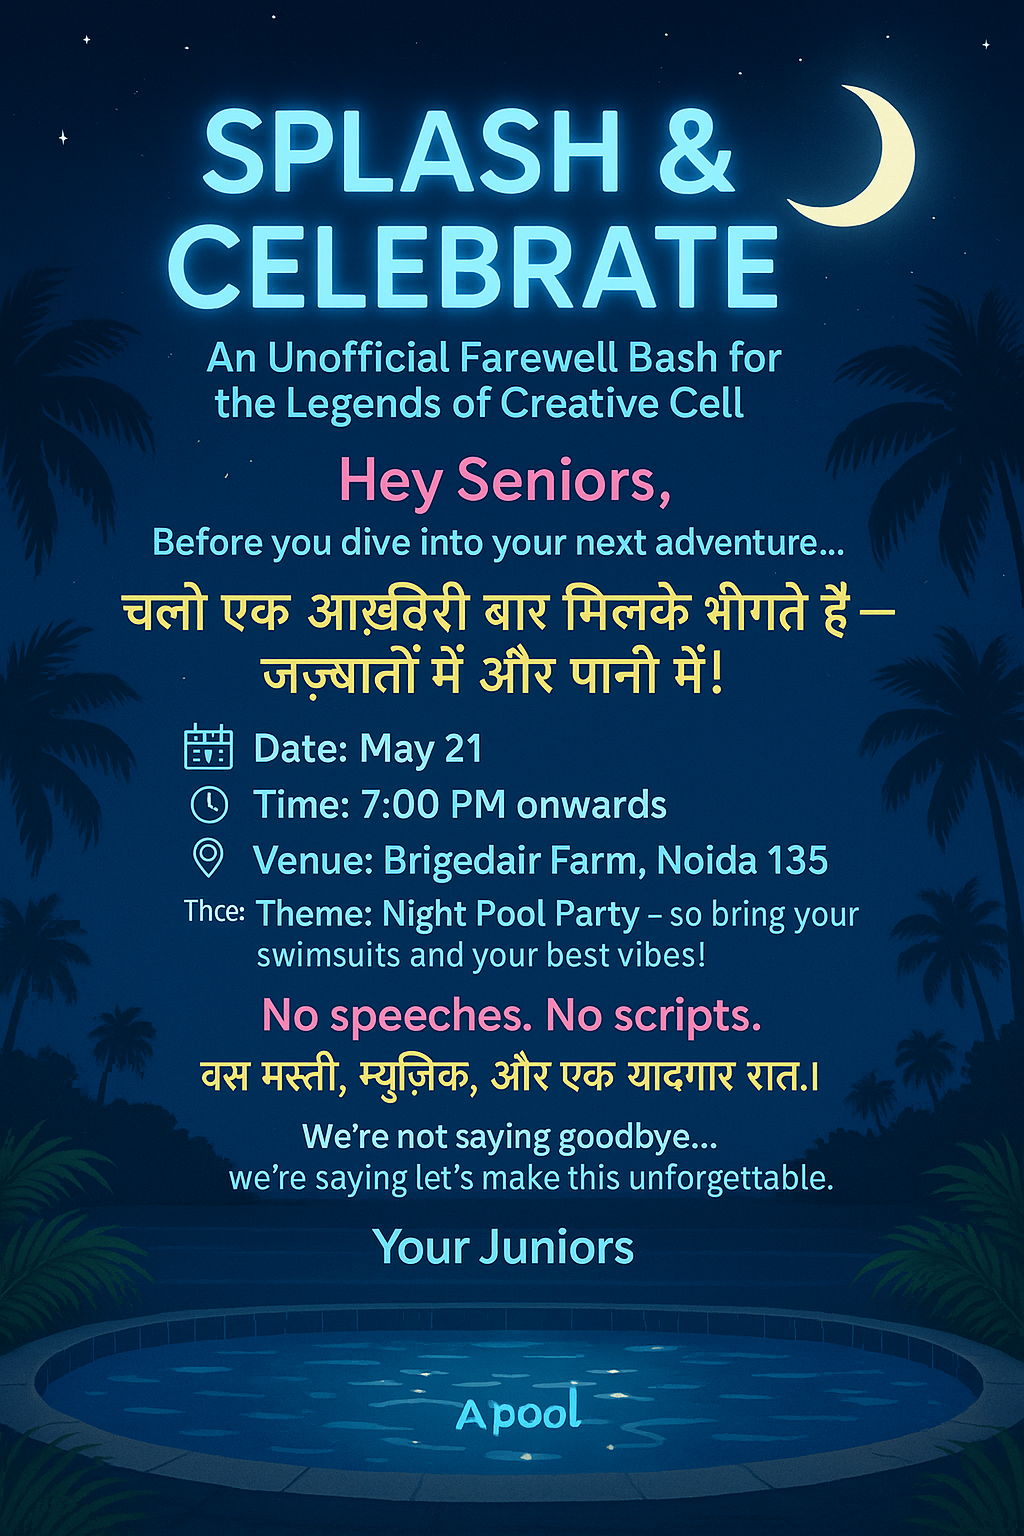 SPLASH &
CELEBRATE
An Unofficial Farewell Bash for
the Legends of Creative Cell
Hey Seniors,
Before you dive into your next adventure...
चलो एक आख़िरी बार मिलके भीगते है –
जज़्बातों में और पानी में!
Date: May 21
Time: 7:00 PM onwards
Venue: Brigedair Farm, Noida 135
Thce: Theme: Night Pool Party – so bring your
swimsuits and your best vibes!
No speeches. No scripts.
वस मस्ती, म्युज़िक, और एक यादगार रात.।
We're not saying goodbye...
we're saying let's make this unforgettable.
Your Juniors
A pool